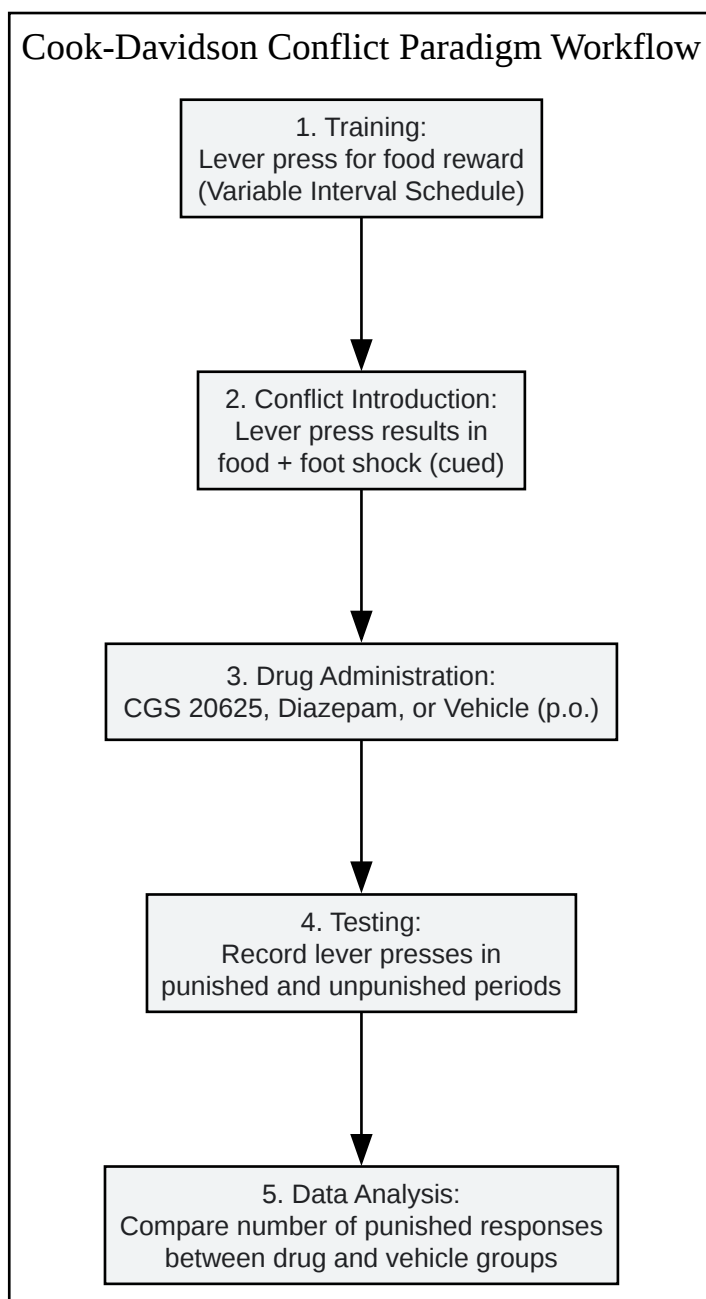 Cook-Davidson Conflict Paradigm Workflow
1. Training:
Lever press for food reward
(Variable Interval Schedule)
2. Conflict Introduction:
Lever press results in
food + foot shock (cued)
3. Drug Administration:
CGS 20625, Diazepam, or Vehicle (p.o.)
4. Testing:
Record lever presses in
punished and unpunished periods
5. Data Analysis:
Compare number of punished responses
between drug and vehicle groups